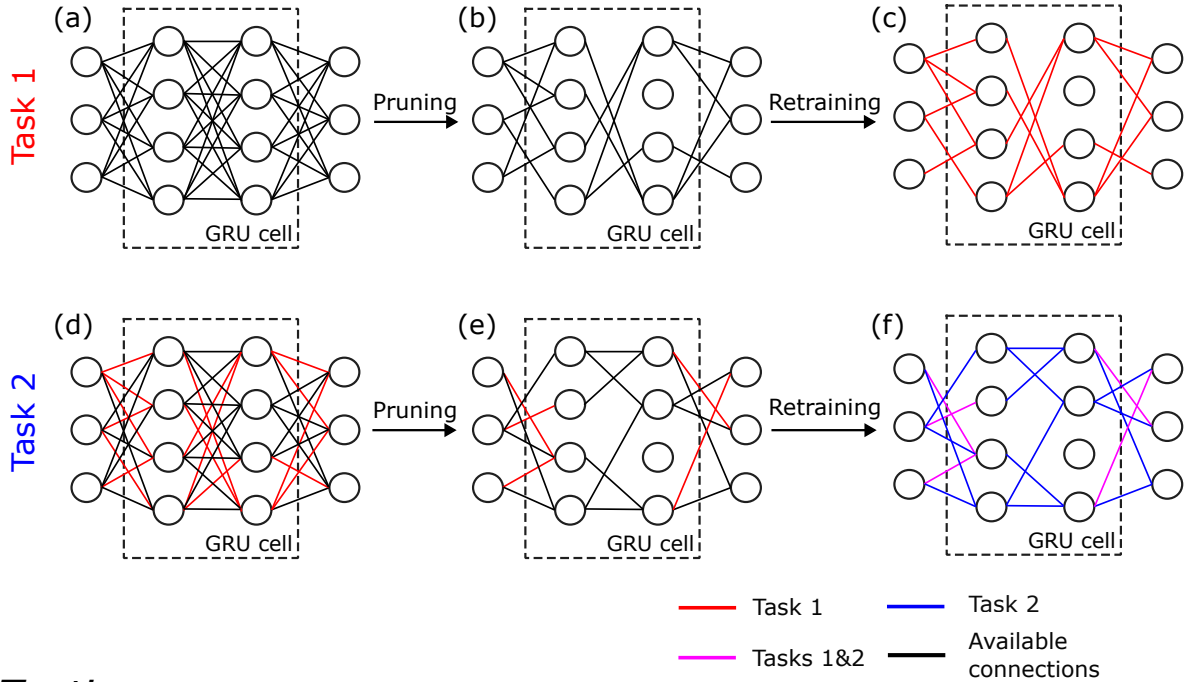 (a)
(b)
(c)
Task 1
Pruning
Retraining
GRU cell
GRU cell
GRU cell
(d)
(e)
(f)
Task 2
Pruning
Retraining
GRU cell
GRU cell
GRU cell
Task 1
Task 2
Tasks 1&2
Available
connections